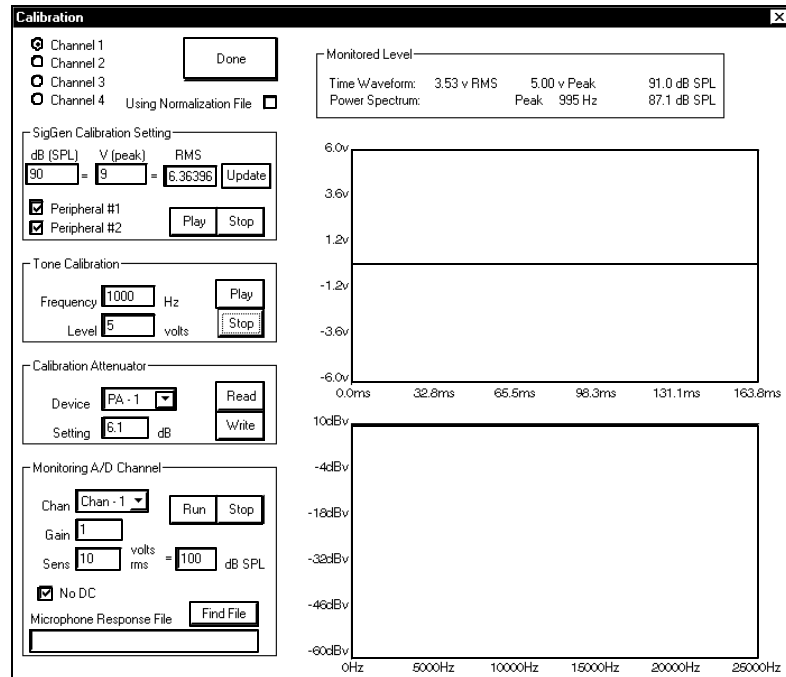 Calibration
Channel 1
Channel 2
Channel 3
Channel 4
Done
Using Normalization File
SigGen Calibration Setting
dB (SPL) V (peak) RMS
90 = 9 = 6.36396 Update
Peripheral #1
Peripheral #2
Play Stop
Tone Calibration
Frequency 1000 Hz Play
Level 5 volts Stop
Calibration Attenuator
Device PA - 1 Read
Setting 6.1 dB Write
Monitoring A/D Channel
Chan Chan - 1 Run Stop
Gain 1
Sens 10 volts rms = 100 dB SPL
No DC
Microphone Response File Find File
Monitored Level
Time Waveform: 3.53 v RMS 5.00 v Peak 91.0 dB SPL
Power Spectrum: Peak 995 Hz 87.1 dB SPL
6.0v
3.6v
1.2v
-1.2v
-3.6v
-6.0v
0.0ms 32.8ms 65.5ms 98.3ms 131.1ms 163.8ms
10dBv
-4dBv
-18dBv
-32dBv
-46dBv
-60dBv
0Hz 5000Hz 10000Hz 15000Hz 20000Hz 25000Hz